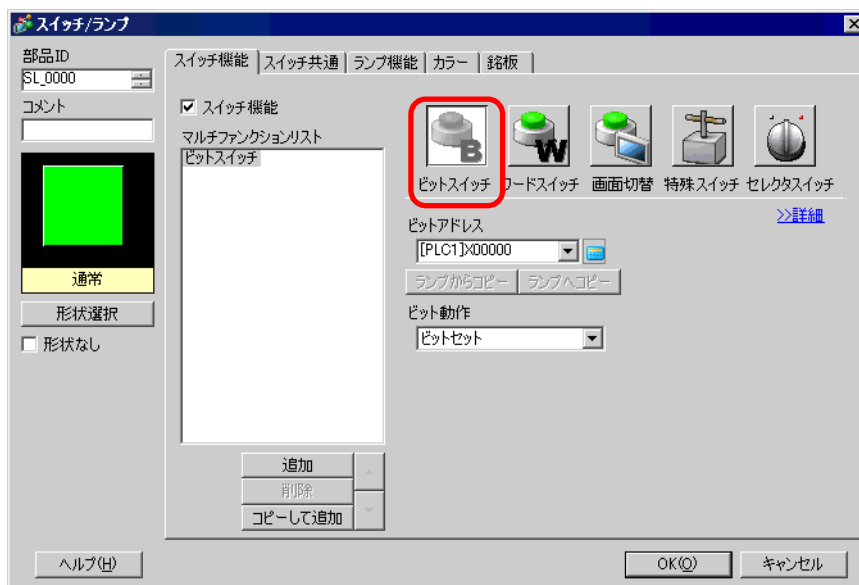 スイッチ/ランプ
部品ID
SL_0000
コメント
通常
形状選択
形状なし
スイッチ機能 スイッチ共通 ランプ機能 カラー 銘板
スイッチ機能
マルチファンクションリスト
ビットスイッチ
追加
削除
コピーして追加
B W
ビットスイッチ ワードスイッチ 画面切替 特殊スイッチ セレクタスイッチ
>>詳細
ビットアドレス
[PLC1]X00000
ランプからコピー ランプへコピー
ビット動作
ビットセット
ヘルプ(H) OK(O) キャンセル